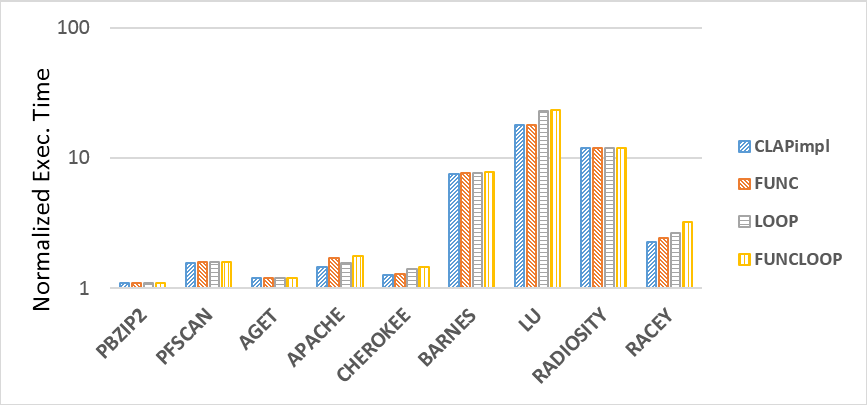 100
10
1
Normalized Exec. Time
PBZIP2
PFSCAN
AGET
APACHE
CHEROKEE
BARNES
LU
RADIOSITY
RACEY
CLAPimpl
FUNC
LOOP
FUNCLOOP